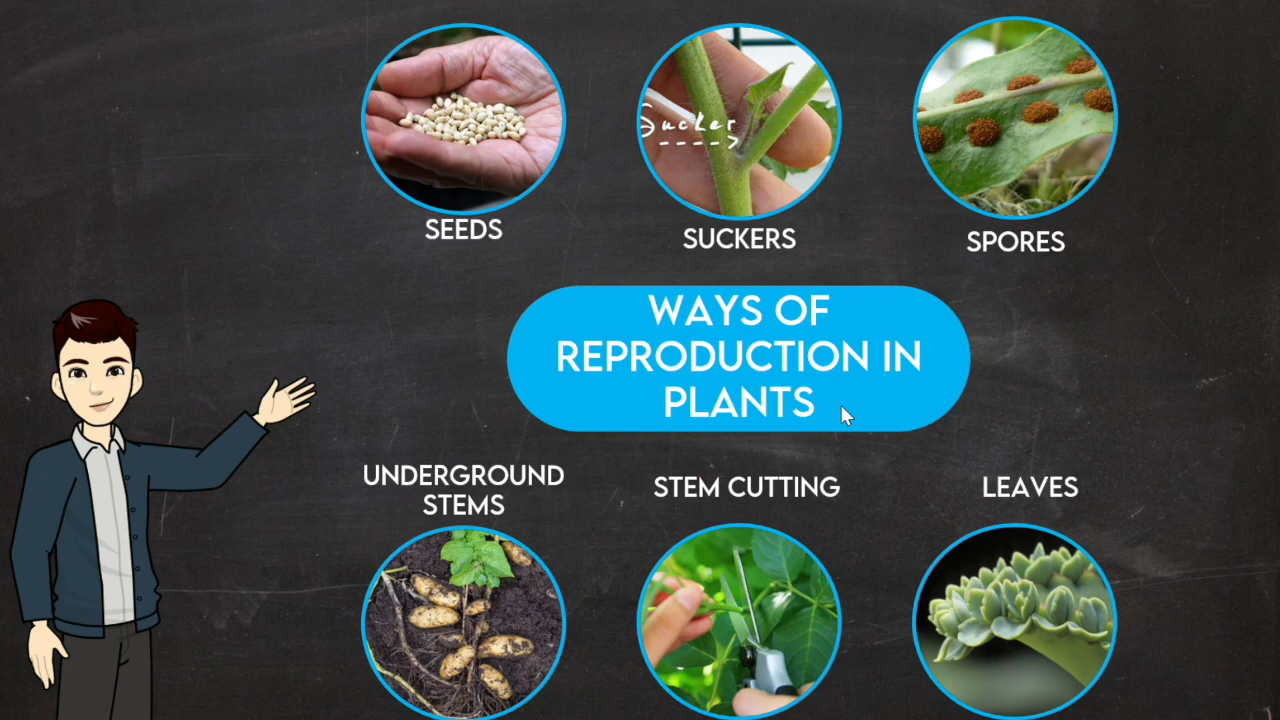 Sucker
SEEDS
SUCKERS
SPORES
WAYS OF
REPRODUCTION IN
PLANTS
UNDERGROUND
STEMS
STEM CUTTING
LEAVES